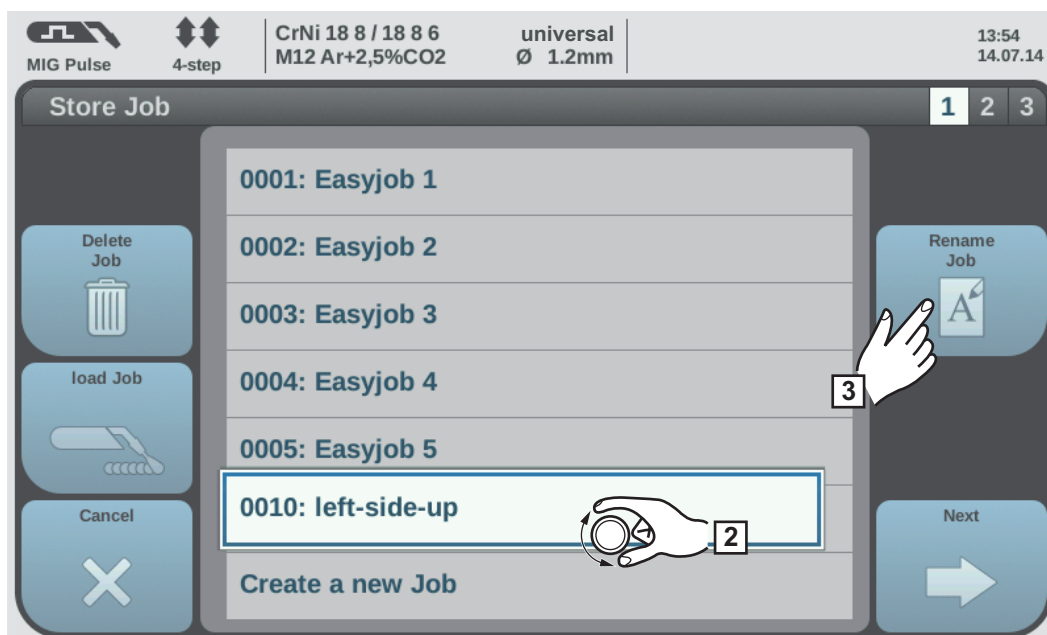 MIG Pulse
4-step
CrNi 18 8 / 18 8 6 universal
M12 Ar+2,5%CO2 Ø 1.2mm
13:54
14.07.14
Store Job
1 2 3
0001: Easyjob 1
0002: Easyjob 2
0003: Easyjob 3
0004: Easyjob 4
0005: Easyjob 5
0010: left-side-up
Create a new Job
Delete
Job
load Job
Cancel
Rename
Job
A
3
2
Next